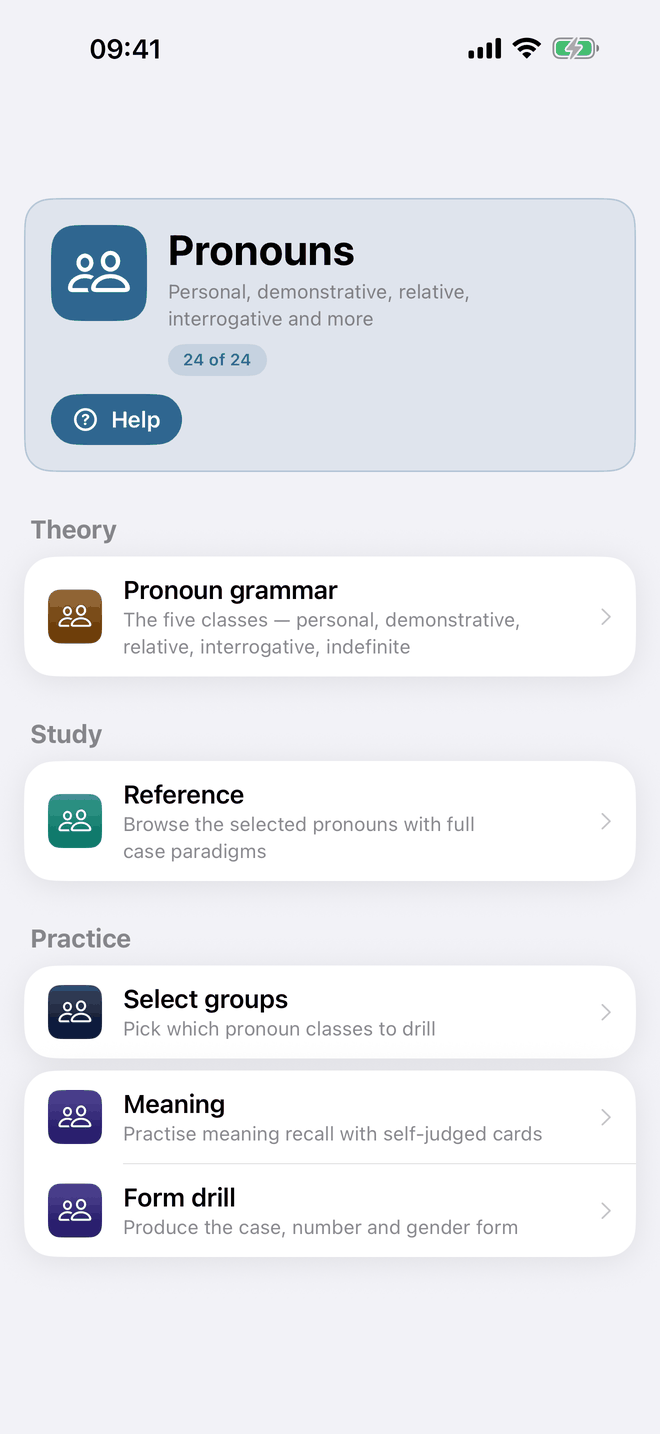 09:41
Pronouns
Personal, demonstrative, relative,
interrogative and more
24 of 24
Help
Theory
Pronoun grammar
The five classes — personal, demonstrative,
relative, interrogative, indefinite
Study
Reference
Browse the selected pronouns with full
case paradigms
Practice
Select groups
Pick which pronoun classes to drill
Meaning
Practise meaning recall with self-judged cards
Form drill
Produce the case, number and gender form